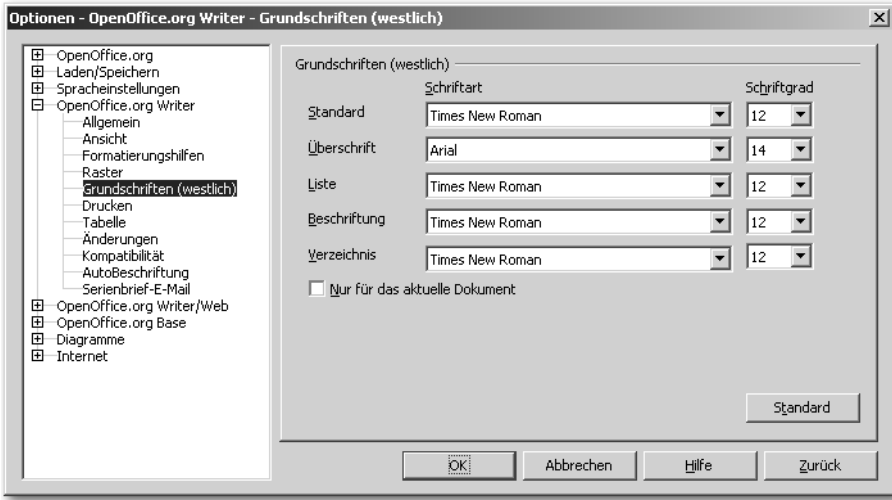 Optionen - OpenOffice.org Writer - Grundschriften (westlich)
OpenOffice.org
Laden/Speichern
Spracheinstellungen
OpenOffice.org Writer
Allgemein
Ansicht
Formatierungshilfen
Raster
Grundschriften (westlich)
Drucken
Tabelle
Änderungen
Kompatibilität
AutoBeschriftung
Serienbrief-E-Mail
OpenOffice.org Writer/Web
OpenOffice.org Base
Diagramme
Internet
Grundschriften (westlich)
Schriftart Schriftgrad
Standard Times New Roman 12
Überschrift Arial 14
Liste Times New Roman 12
Beschriftung Times New Roman 12
Verzeichnis Times New Roman 12
Nur für das aktuelle Dokument
Standard
OK Abbrechen Hilfe Zurück